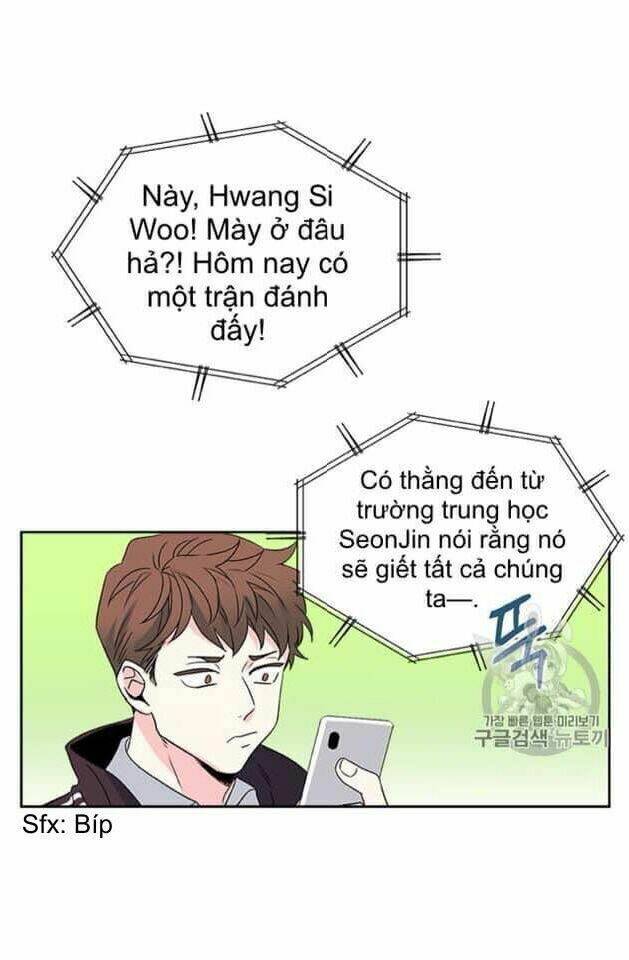 Này, Hwang Si
Woo! Mày ở đâu
hả?! Hôm nay có
một trận đánh
đấy!
Có thằng đến từ
trường trung học
SeonJin nói rằng nó
sẽ giết tất cả chúng
ta—.
뚝
가장 빠른 웹툰 미리보기
구글검색 뉴토끼
Sfx: Bíp